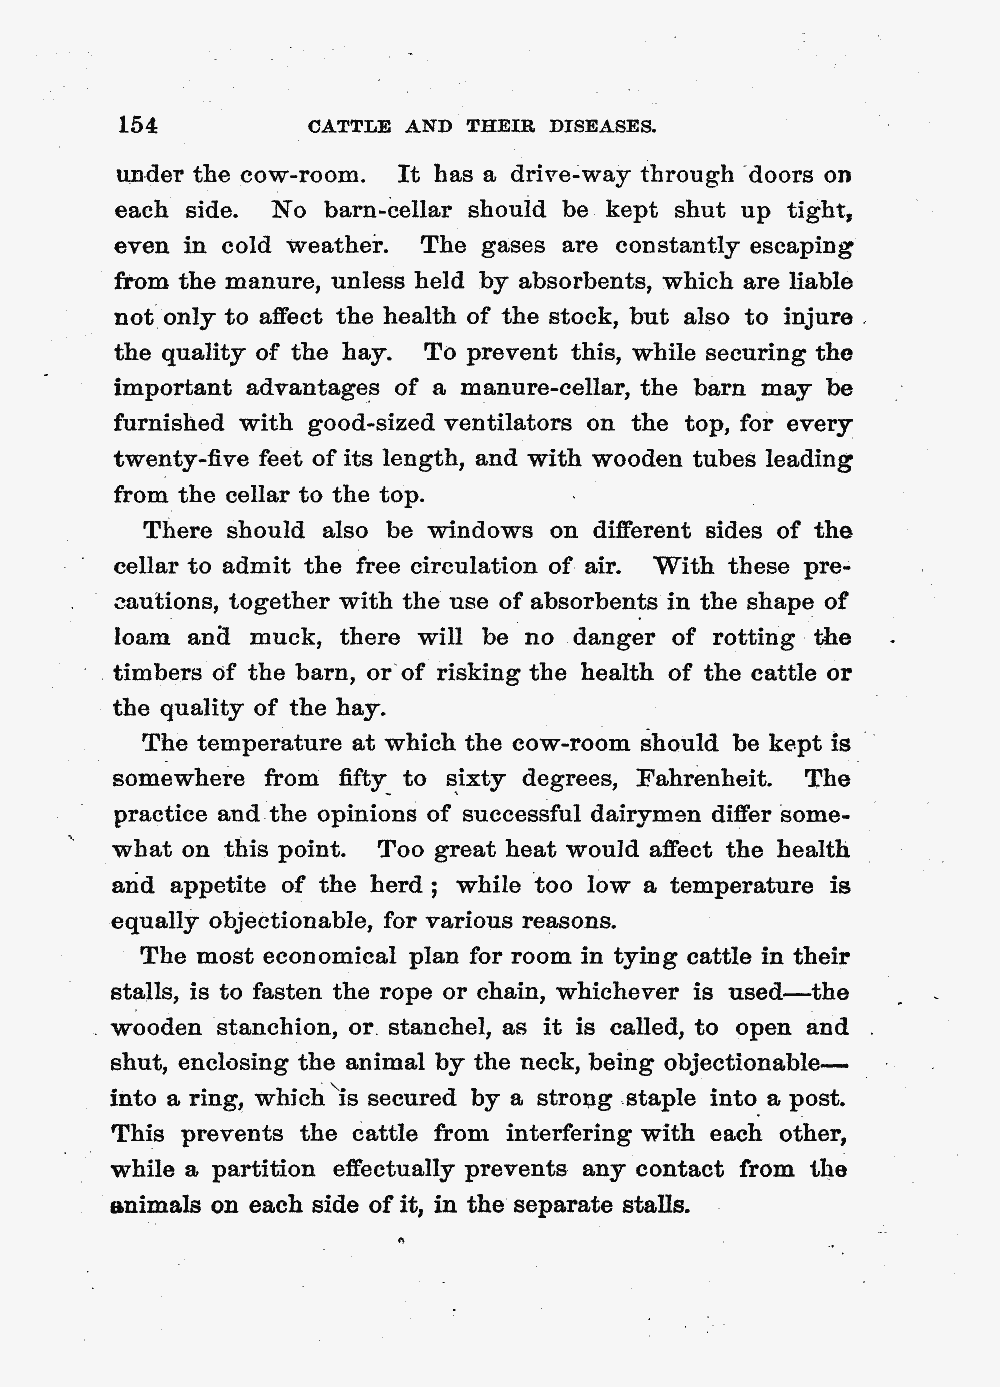 154 CATTLE AND THEIR DISEASES.
under the cow-room. It has a drive-way through doors on
each side. No barn-cellar should be kept shut up tight,
even in cold weather. The gases are constantly escaping
from the manure, unless held by absorbents, which are liable
not only to affect the health of the stock, but also to injure
the quality of the hay. To prevent this, while securing the
important advantages of a manure-cellar, the barn may be
furnished with good-sized ventilators on the top, for every
twenty-five feet of its length, and with wooden tubes leading
from the cellar to the top.
There should also be windows on different sides of the
cellar to admit the free circulation of air. With these pre-
cautions, together with the use of absorbents in the shape of
loam and muck, there will be no danger of rotting the
timbers of the barn, or of risking the health of the cattle or
the quality of the hay.
The temperature at which the cow-room should be kept is
somewhere from fifty to sixty degrees, Fahrenheit. The
practice and the opinions of successful dairymen differ some-
what on this point. Too great heat would affect the health
and appetite of the herd; while too low a temperature is
equally objectionable, for various reasons.
The most economical plan for room in tying cattle in their
stalls, is to fasten the rope or chain, whichever is used—the
wooden stanchion, or stanchel, as it is called, to open and
shut, enclosing the animal by the neck, being objectionable—
into a ring, which is secured by a strong staple into a post.
This prevents the cattle from interfering with each other,
while a partition effectually prevents any contact from the
animals on each side of it, in the separate stalls.